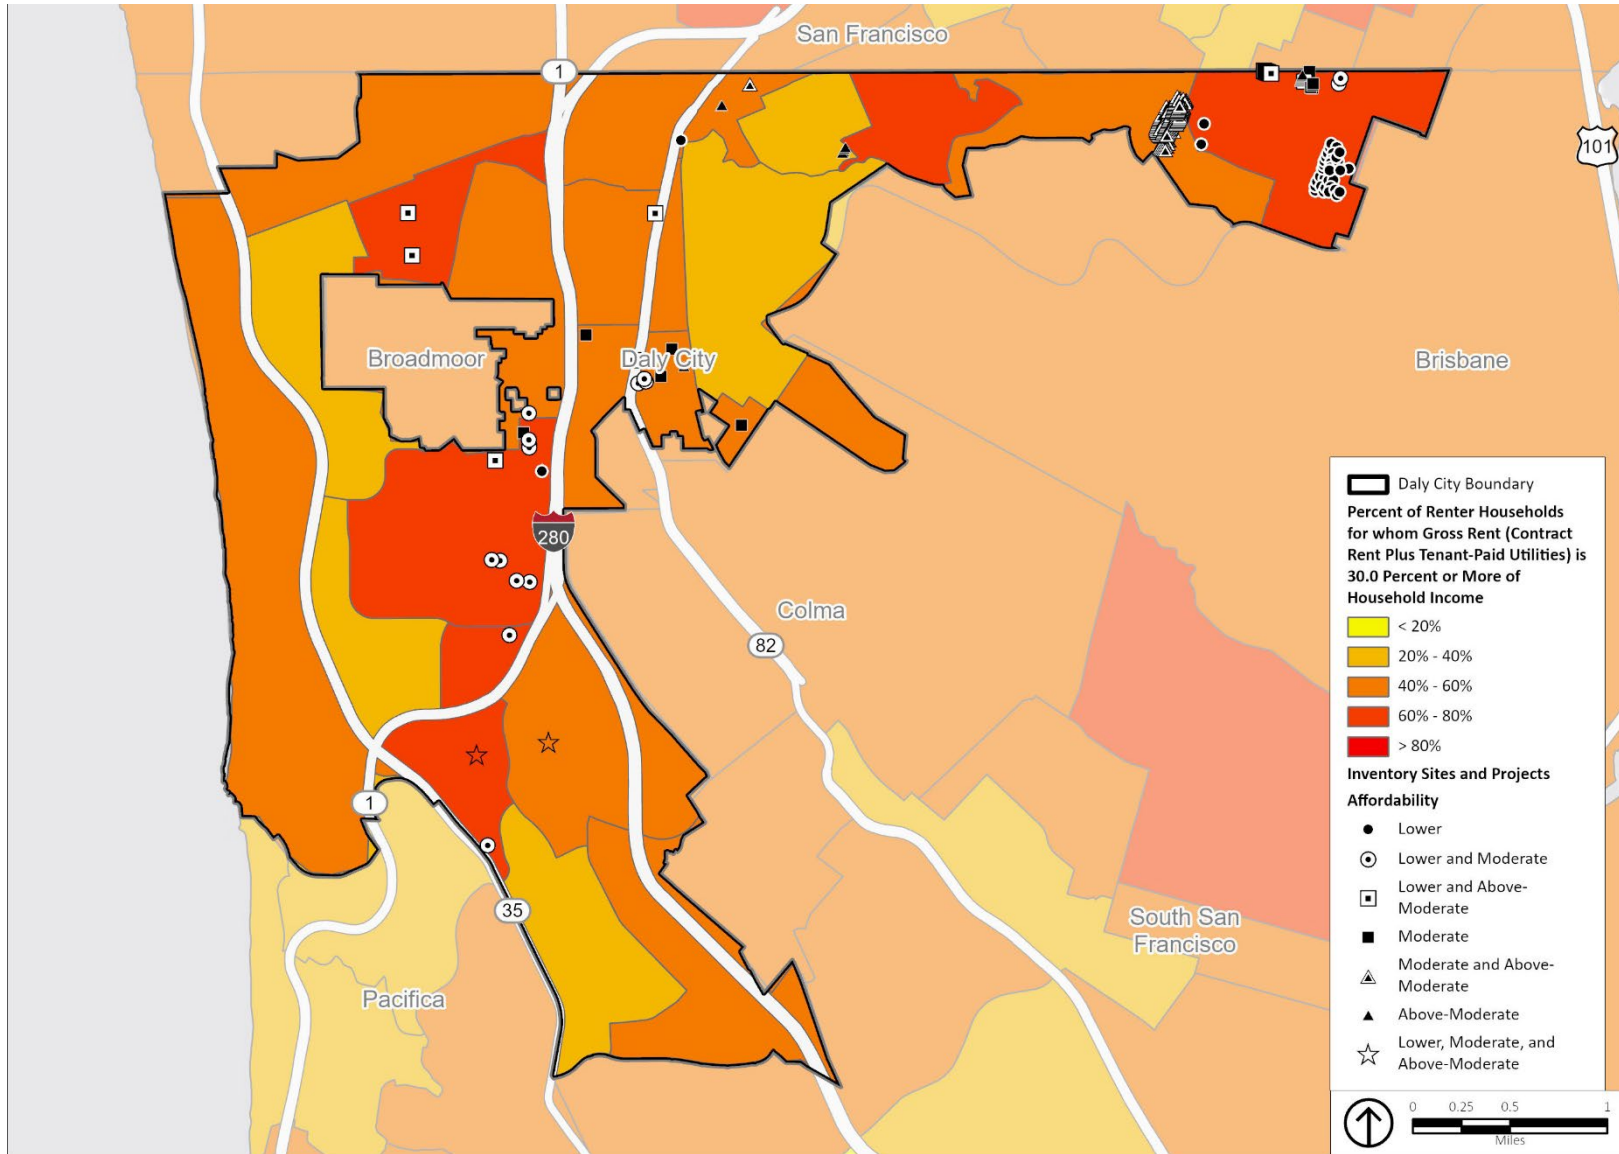 San Francisco
1
101
Broadmoor
Daly City
Brisbane
280
Colma
82
1
35
Pacifica
South San
Francisco
Daly City Boundary
Percent of Renter Households
for whom Gross Rent (Contract
Rent Plus Tenant-Paid Utilities) is
30.0 Percent or More of
Household Income
< 20%
20% - 40%
40% - 60%
60% - 80%
> 80%
Inventory Sites and Projects
Affordability
Lower
Lower and Moderate
Lower and Above-
Moderate
Moderate
Moderate and Above-
Moderate
Above-Moderate
Lower, Moderate, and
Above-Moderate
0 0.25 0.5 1
Miles